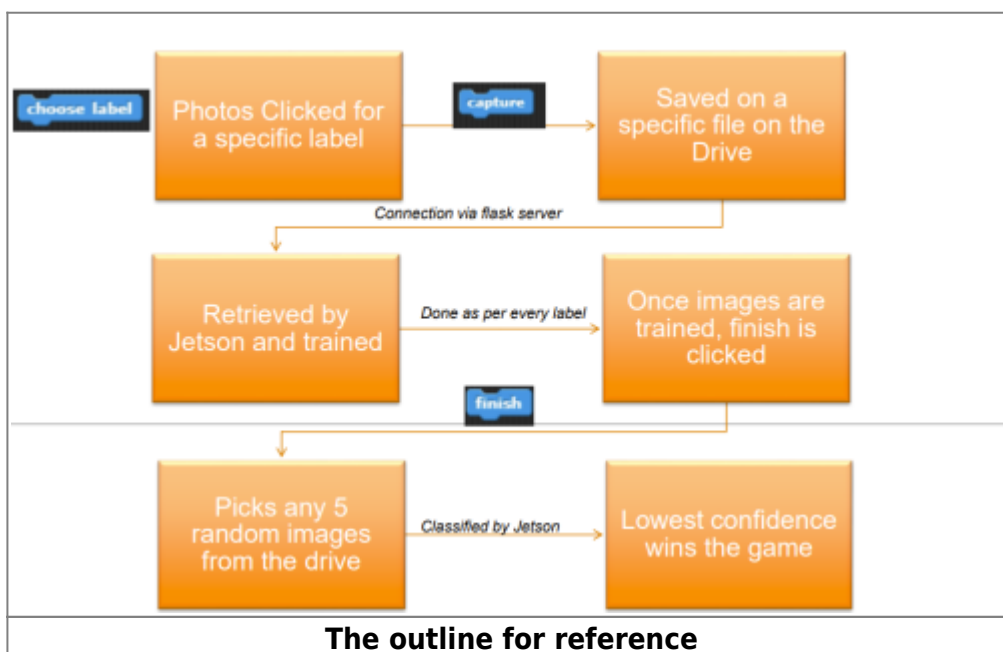 choose label
Photos Clicked for
a specific label
capture
Saved on a
specific file on the
Drive
Connection via flask server
Retrieved by
Jetson and trained
Done as per every label
Once images are
trained, finish is
clicked
finish
Picks any 5
random images
from the drive
Classified by Jetson
Lowest confidence
wins the game
The outline for reference